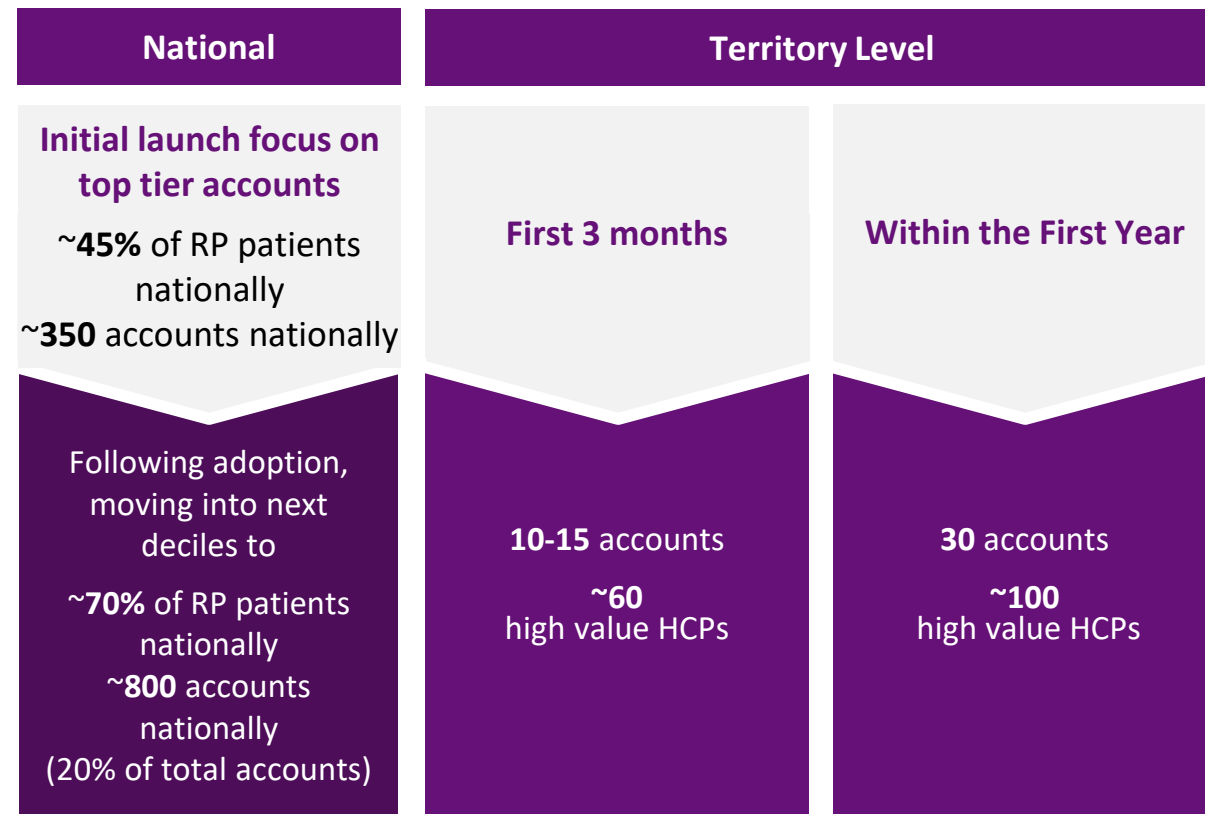 National
Initial launch focus on
top tier accounts
~45% of RP patients
nationally
~350 accounts nationally
Following adoption,
moving into next
deciles to
~70% of RP patients
nationally
~800 accounts
nationally
(20% of total accounts)
Territory Level
First 3 months
10-15 accounts
~60
high value HCPs
Within the First Year
30 accounts
~100
high value HCPs